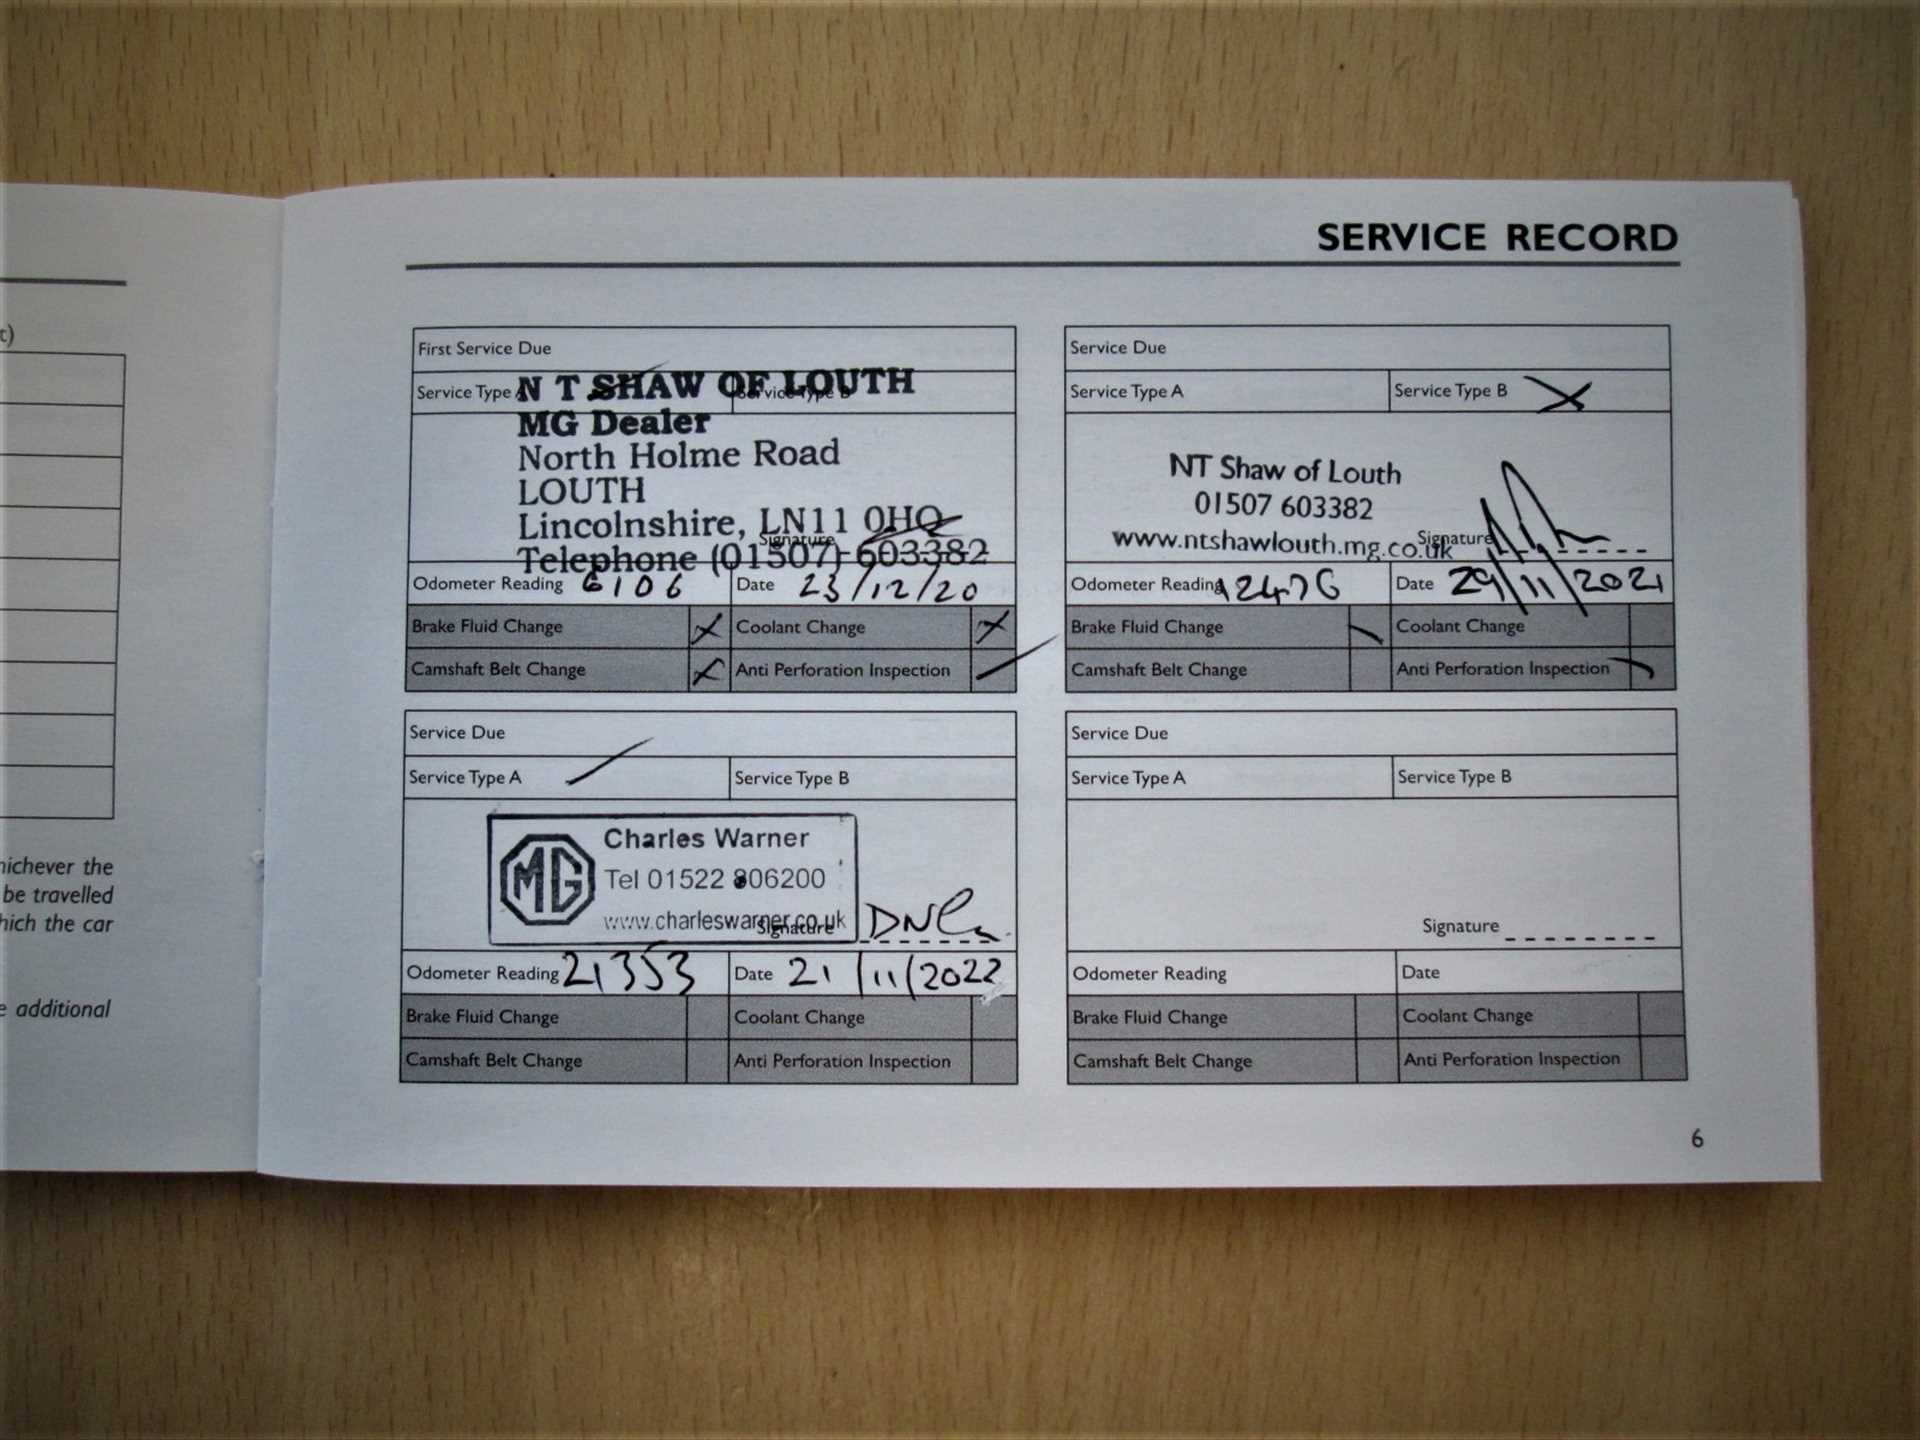 t)
hichever the
be travelled
hich the car
e additional
SERVICE RECORD
First Service Due
Service Type A Service Type B
N T SHAW OF LOUTH
MG Dealer
North Holme Road
LOUTH
Lincolnshire, LN11 0HQ
Signature
Telephone (01507) 603382
Odometer Reading 6106 Date 23/12/20
Brake Fluid Change Coolant Change
Camshaft Belt Change Anti Perforation Inspection
Service Due
Service Type A Service Type B
NT Shaw of Louth
01507 603382
www.ntshawlouth.mg.co.uk
Signature
Odometer Reading 12476 Date 29/11/2021
Brake Fluid Change Coolant Change
Camshaft Belt Change Anti Perforation Inspection
Service Due
Service Type A Service Type B
MG
Charles Warner
Tel 01522 806200
www.charleswarner.co.uk
Signature
Odometer Reading 21353 Date 21/11/2022
Brake Fluid Change Coolant Change
Camshaft Belt Change Anti Perforation Inspection
Service Due
Service Type A Service Type B
Signature
Odometer Reading Date
Brake Fluid Change Coolant Change
Camshaft Belt Change Anti Perforation Inspection
6